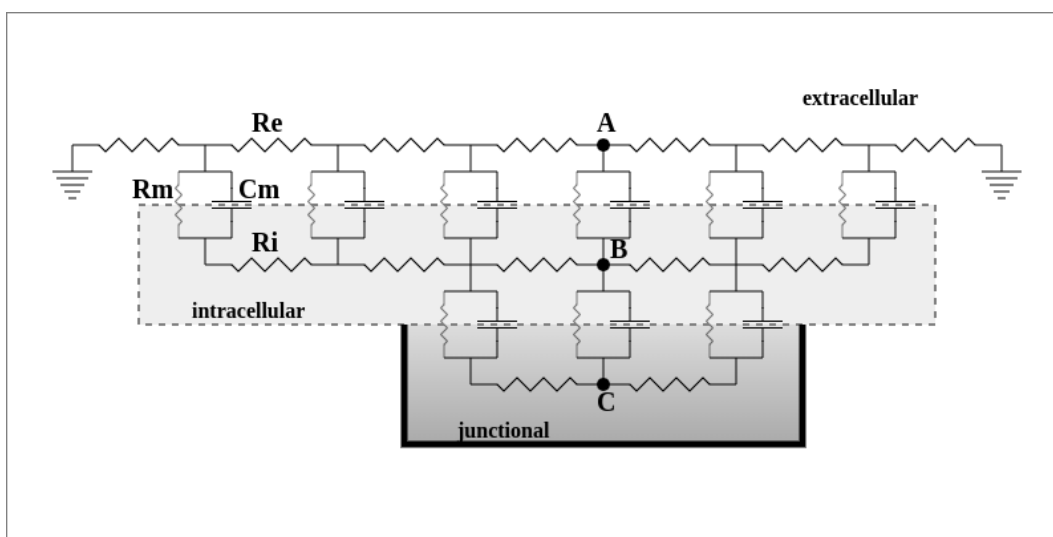 extracellular
Re
A
Rm
Cm
Ri
B
intracellular
C
junctional